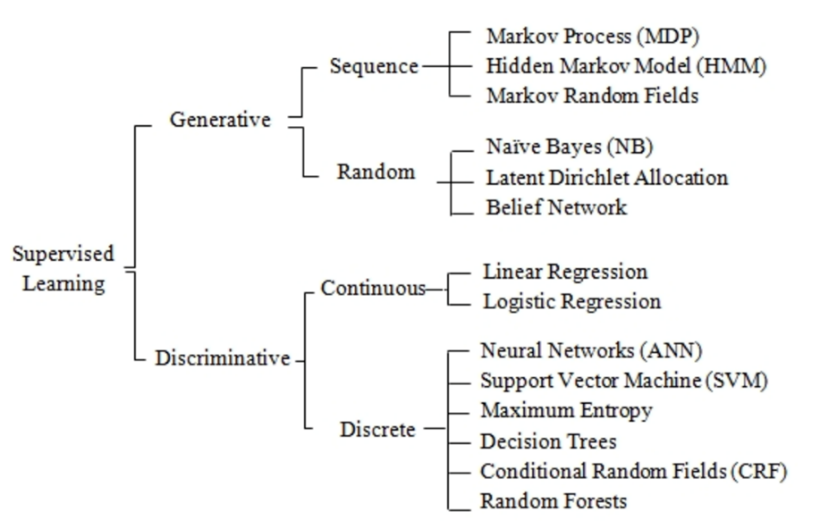 Supervised
Learning
Generative
Sequence
Markov Process (MDP)
Hidden Markov Model (HMM)
Markov Random Fields
Random
Naïve Bayes (NB)
Latent Dirichlet Allocation
Belief Network
Discriminative
Continuous
Linear Regression
Logistic Regression
Discrete
Neural Networks (ANN)
Support Vector Machine (SVM)
Maximum Entropy
Decision Trees
Conditional Random Fields (CRF)
Random Forests